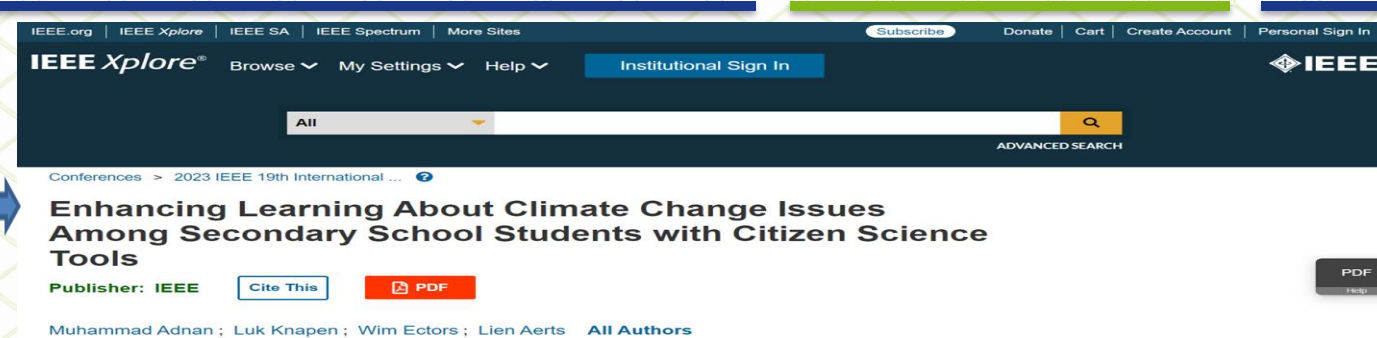 IEEE.org | IEEE Xplore | IEEE SA | IEEE Spectrum | More Sites Subscribe Donate | Cart | Create Account | Personal Sign In
IEEE Xplore® Browse My Settings Help Institutional Sign In IEEE
All
ADVANCED SEARCH
Conferences > 2023 IEEE 19th International ... ?
Enhancing Learning About Climate Change Issues
Among Secondary School Students with Citizen Science
Tools
Publisher: IEEE Cite This PDF
PDF
Help
Muhammad Adnan ; Luk Knapen ; Wim Ectors ; Lien Aerts All Authors